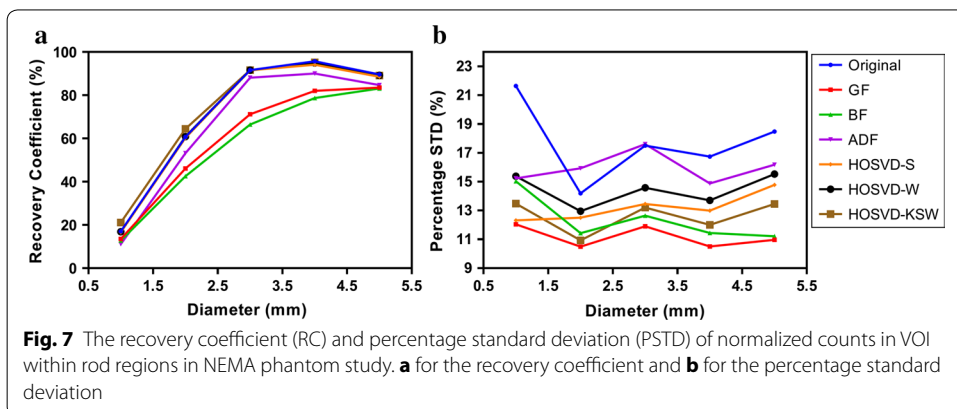 a
b
100
80
60
40
20
0
Recovery Coefficient (%)
0.5 1.5 2.5 3.5 4.5 5.5
Diameter (mm)
23
21
19
17
15
13
11
9
Percentage STD (%)
0.5 1.5 2.5 3.5 4.5 5.5
Diameter (mm)
Original
GF
BF
ADF
HOSVD-S
HOSVD-W
HOSVD-KSW
Fig. 7 The recovery coefficient (RC) and percentage standard deviation (PSTD) of normalized counts in VOI
within rod regions in NEMA phantom study. a for the recovery coefficient and b for the percentage standard
deviation